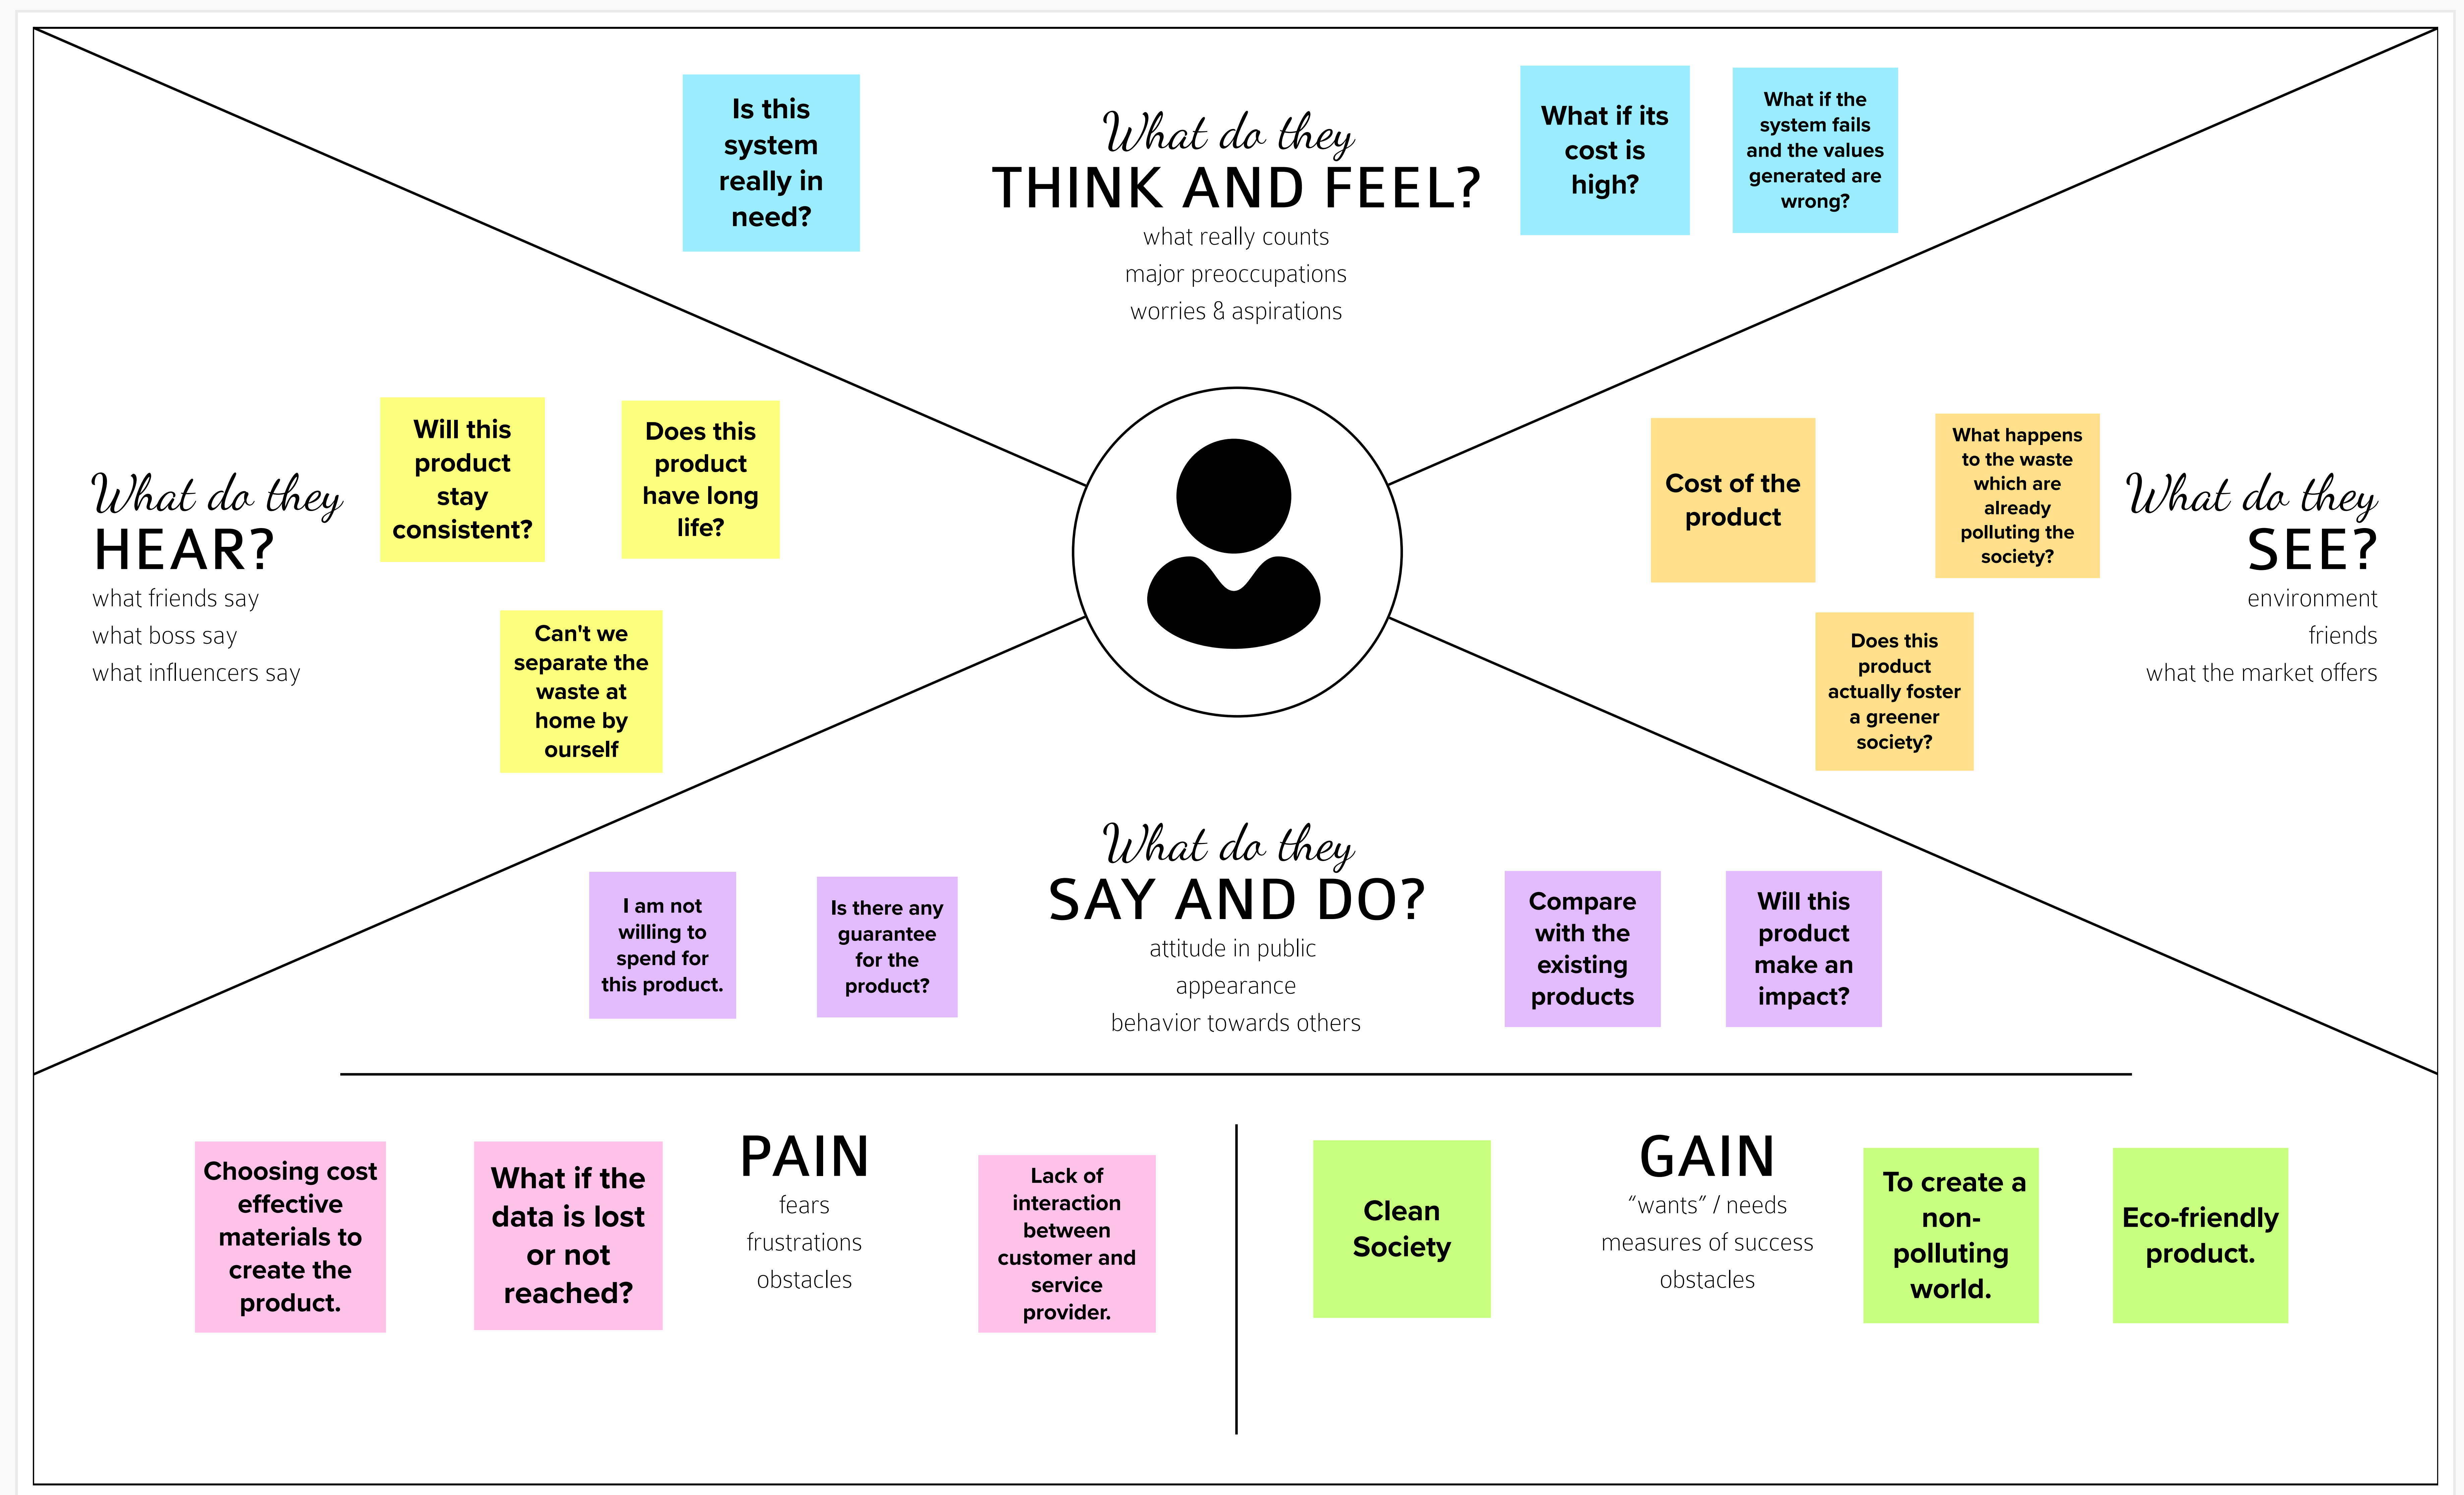 Is this
system
really in
need?
What do they
THINK AND FEEL?
what really counts
major preoccupations
worries & aspirations
What if its
cost is
high?
What if the
system fails
and the values
generated are
wrong?
What do they
HEAR?
what friends say
what boss say
what influencers say
Will this
product
stay
consistent?
Does this
product
have long
life?
Can't we
separate the
waste at
home by
ourself
Cost of the
product
What happens
to the waste
which are
already
polluting the
society?
Does this
product
actually foster
a greener
society?
What do they
SEE?
environment
friends
what the market offers
I am not
willing to
spend for
this product.
Is there any
guarantee
for the
product?
What do they
SAY AND DO?
attitude in public
appearance
behavior towards others
Compare
with the
existing
products
Will this
product
make an
impact?
Choosing cost
effective
materials to
create the
product.
What if the
data is lost
or not
reached?
PAIN
fears
frustrations
obstacles
Lack of
interaction
between
customer and
service
provider.
Clean
Society
GAIN
“wants” / needs
measures of success
obstacles
To create a
non-
polluting
world.
Eco-friendly
product.